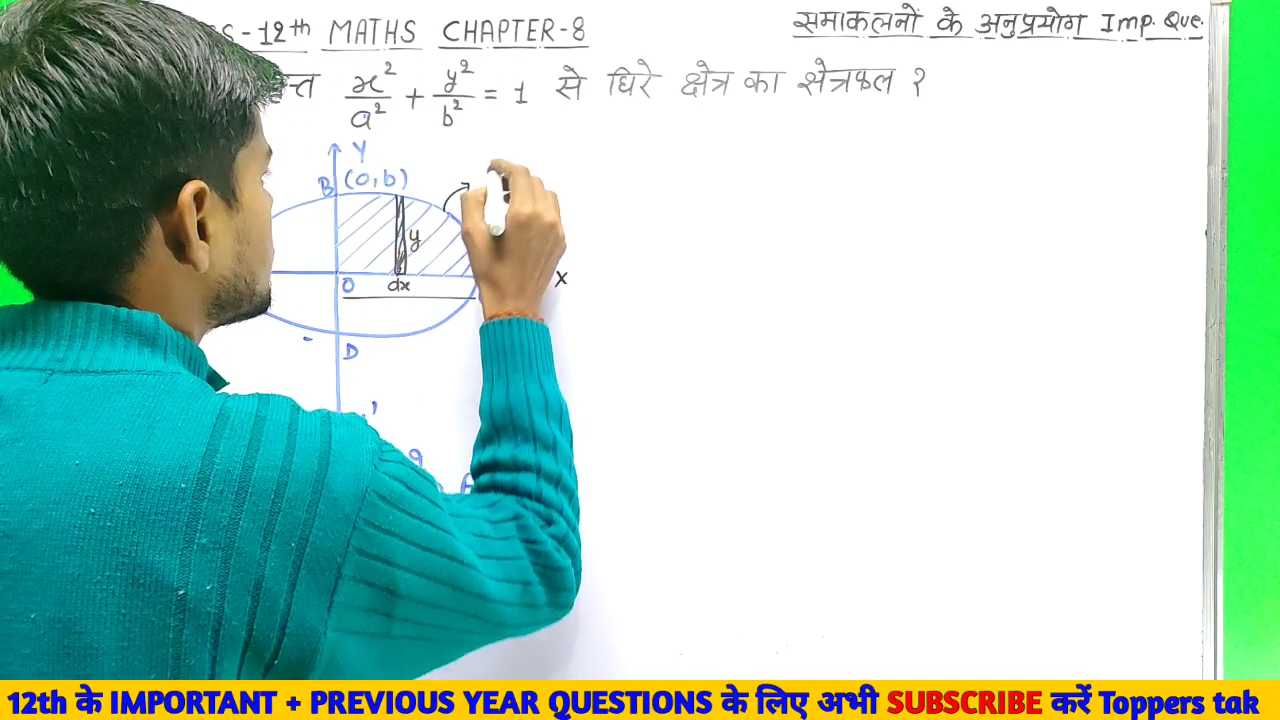 -12th MATHS CHAPTER-8
समाकलनों के अनुप्रयोग Imp. Que.
x²/a² + y²/b² = 1 से घिरे क्षेत्र का क्षेत्रफल ?
Y
B (0,b)
y
O dx X
D
12th के IMPORTANT + PREVIOUS YEAR QUESTIONS के लिए अभी SUBSCRIBE करें Toppers tak